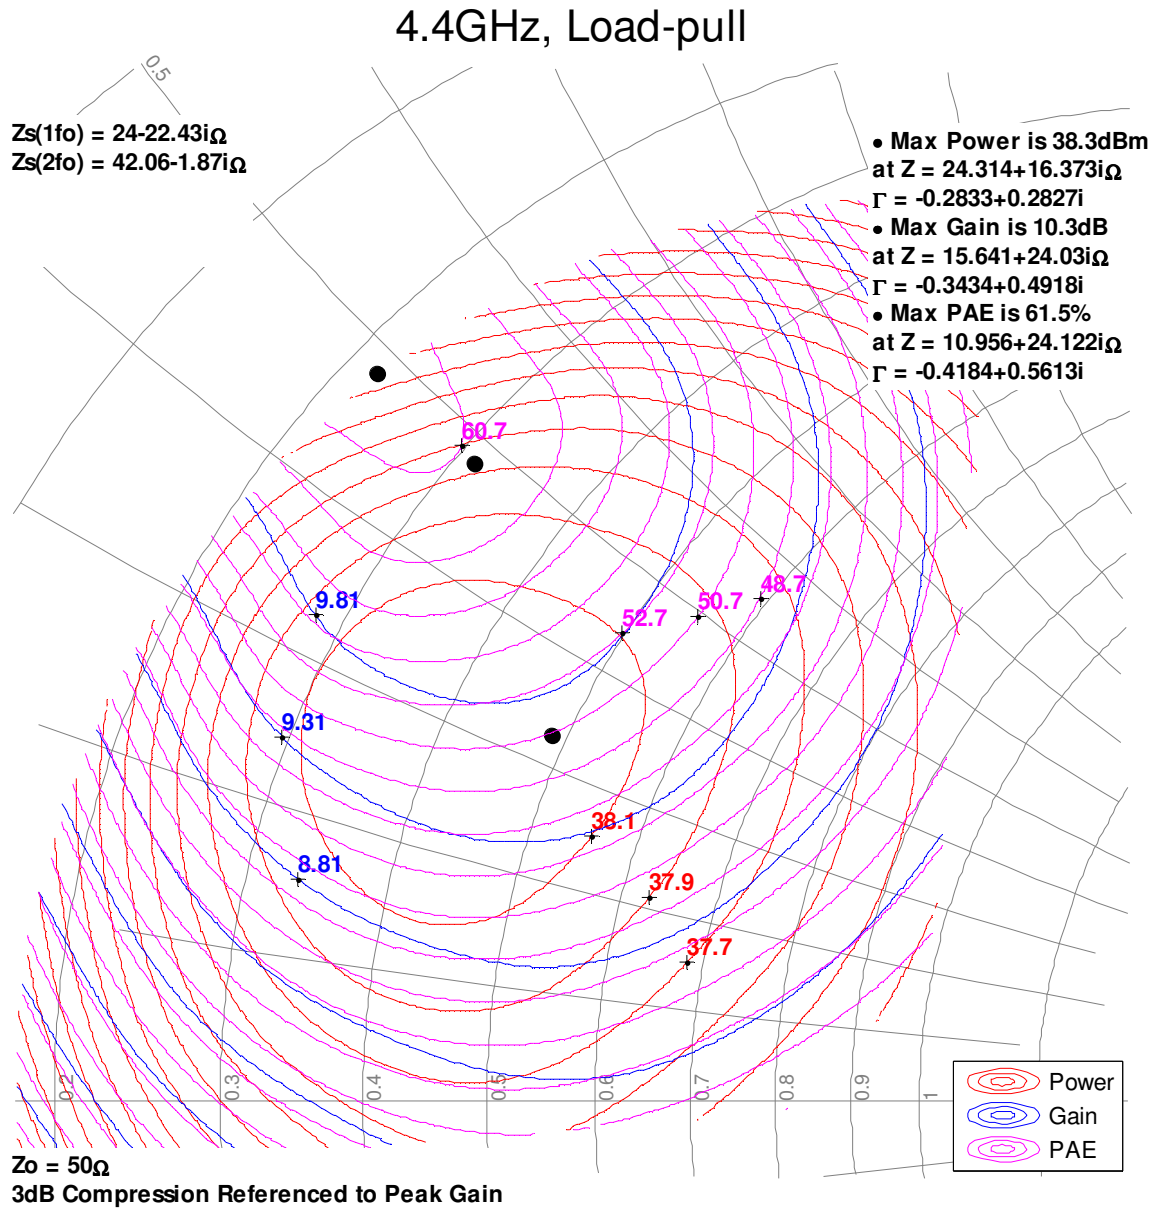 4.4GHz, Load-pull
0.5
Zs(1fo) = 24-22.43iΩ
Zs(2fo) = 42.06-1.87iΩ
● Max Power is 38.3dBm
at Z = 24.314+16.373iΩ
Γ = -0.2833+0.2827i
● Max Gain is 10.3dB
at Z = 15.641+24.03iΩ
Γ = -0.3434+0.4918i
● Max PAE is 61.5%
at Z = 10.956+24.122iΩ
Γ = -0.4184+0.5613i
60.7
9.81
52.7
50.7
48.7
9.31
38.1
8.81
37.9
37.7
0.2
0.3
0.4
0.5
0.6
0.7
0.8
0.9
1
Power
Gain
PAE
Zo = 50Ω
3dB Compression Referenced to Peak Gain